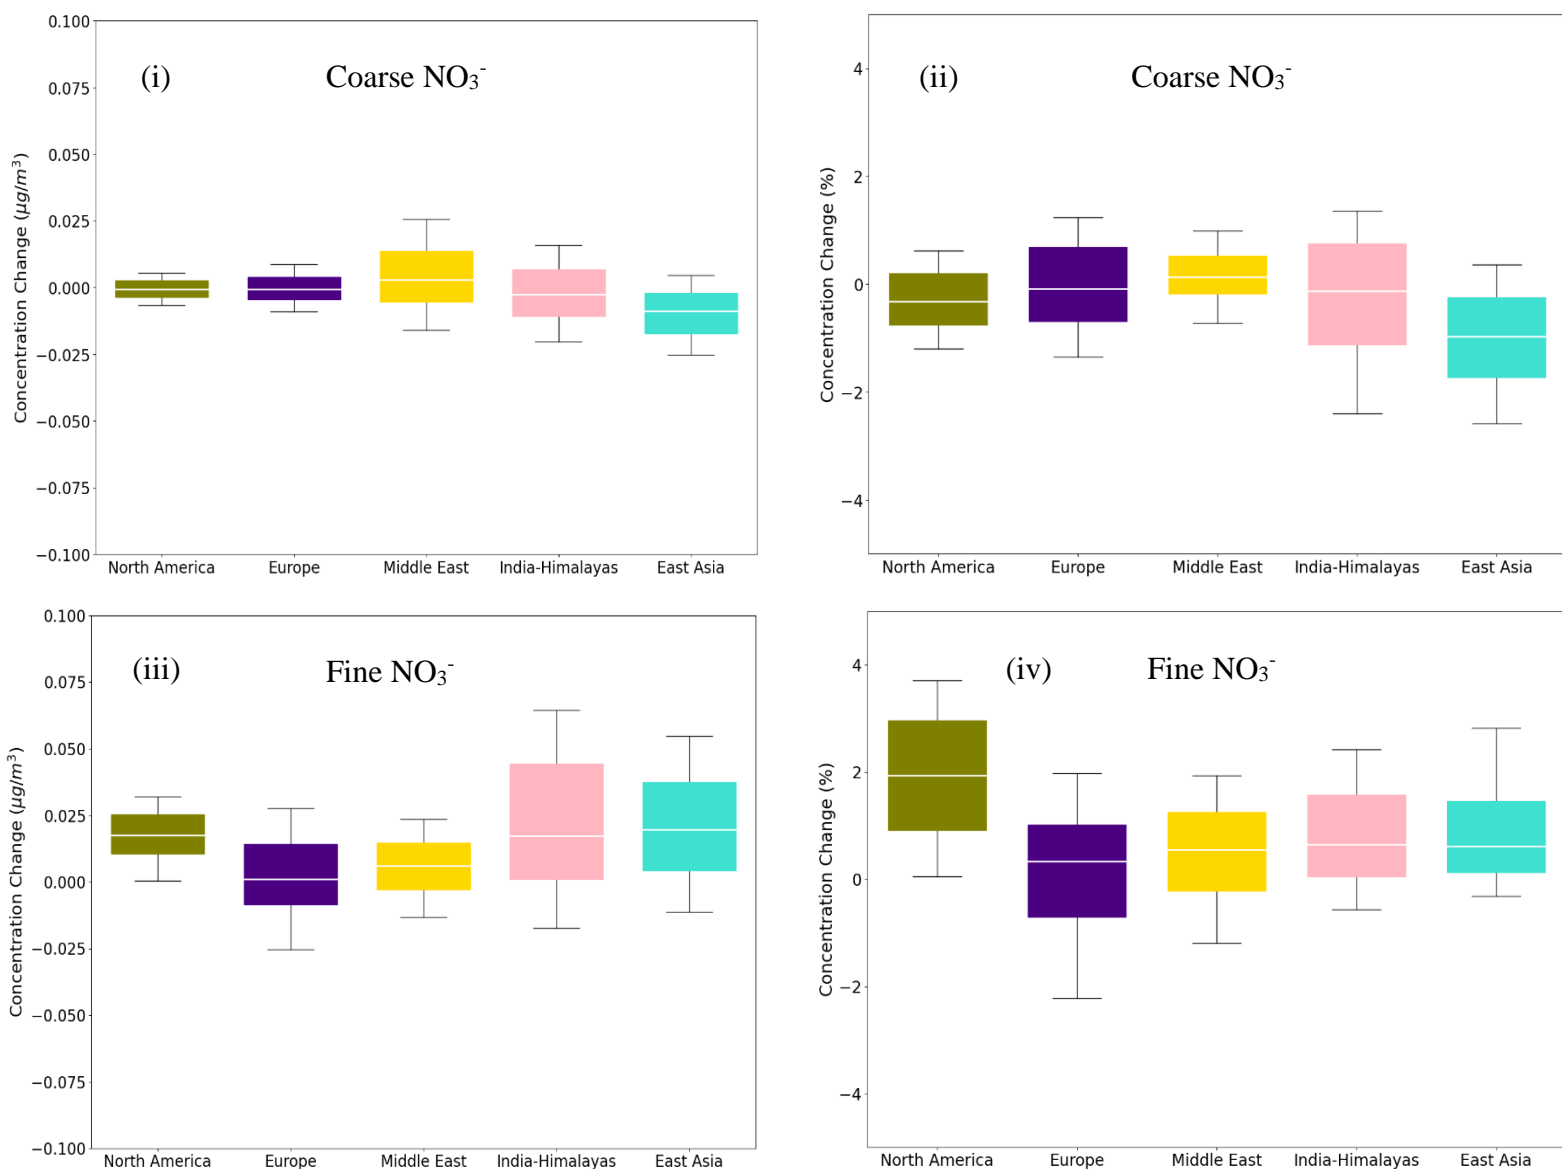 (i) Coarse NO₃⁻
Concentration Change (μg/m³)
0.100
0.075
0.050
0.025
0.000
−0.025
−0.050
−0.075
−0.100
North America Europe Middle East India-Himalayas East Asia
(ii) Coarse NO₃⁻
Concentration Change (%)
4
2
0
−2
−4
North America Europe Middle East India-Himalayas East Asia
(iii) Fine NO₃⁻
Concentration Change (μg/m³)
0.100
0.075
0.050
0.025
0.000
−0.025
−0.050
−0.075
−0.100
North America Europe Middle East India-Himalayas East Asia
(iv) Fine NO₃⁻
Concentration Change (%)
4
2
0
−2
−4
North America Europe Middle East India-Himalayas East Asia